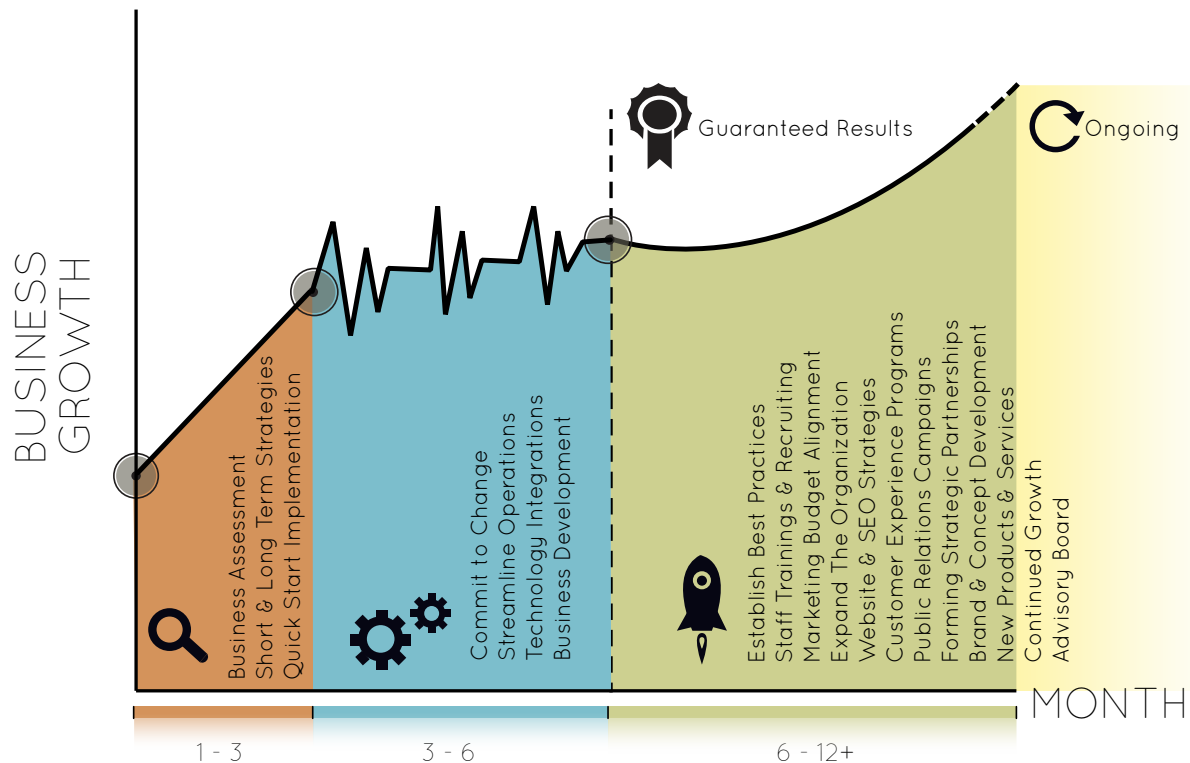 BUSINESS
GROWTH
Guaranteed Results
Ongoing
Business Assessment
Short & Long Term Strategies
Quick Start Implementation
Commit to Change
Streamline Operations
Technology Integrations
Business Development
Establish Best Practices
Staff Trainings & Recruiting
Marketing Budget Alignment
Expand The Organization
Website & SEO Strategies
Customer Experience Programs
Public Relations Campaigns
Forming Strategic Partnerships
Brand & Concept Development
New Products & Services
Continued Growth
Advisory Board
MONTH
1 - 3
3 - 6
6 - 12+